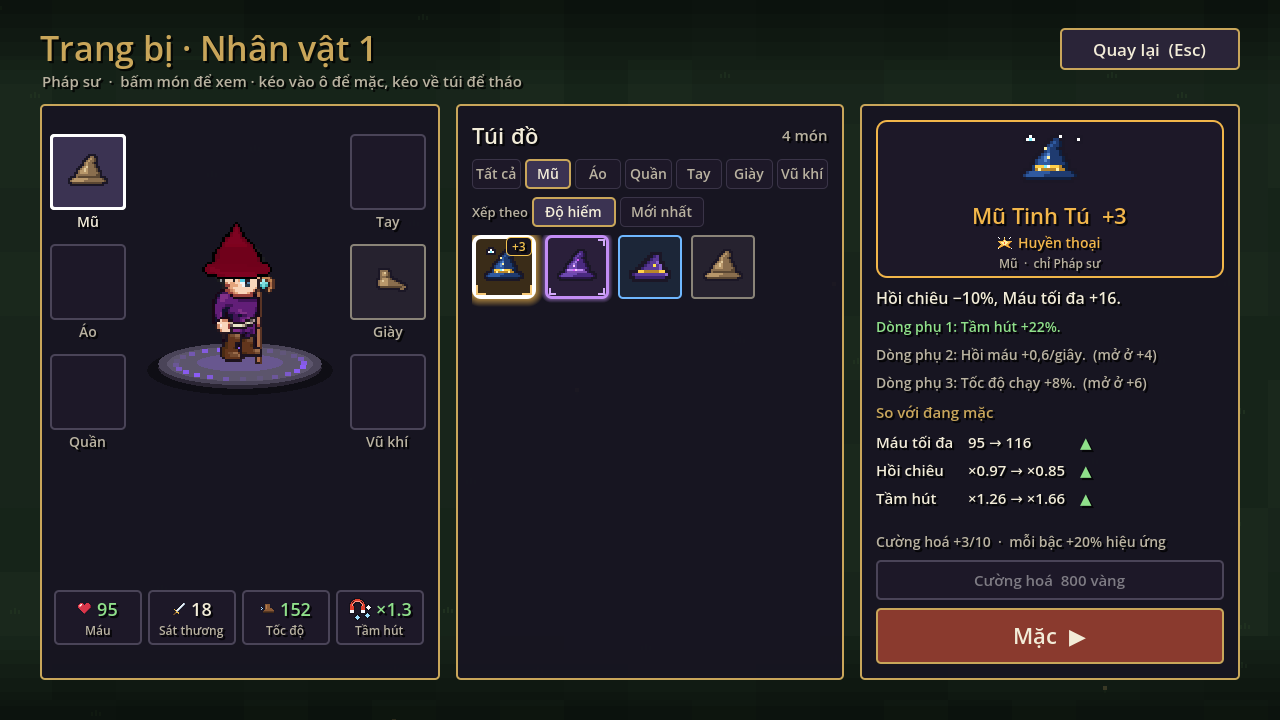 Trang bị · Nhân vật 1
Quay lại (Esc)
Pháp sư · bấm món để xem · kéo vào ô để mặc, kéo về túi để tháo
Mũ
Tay
Áo
Giày
Quần
Vũ khí
95
Máu
18
Sát thương
152
Tốc độ
×1.3
Tầm hút
Túi đồ
4 món
Tất cả
Mũ
Áo
Quần
Tay
Giày
Vũ khí
Xếp theo
Độ hiếm
Mới nhất
+3
Mũ Tinh Tú +3
Huyền thoại
Mũ · chỉ Pháp sư
Hồi chiêu −10%, Máu tối đa +16.
Dòng phụ 1: Tầm hút +22%.
Dòng phụ 2: Hồi máu +0,6/giây. (mở ở +4)
Dòng phụ 3: Tốc độ chạy +8%. (mở ở +6)
So với đang mặc
Máu tối đa 95 → 116 ▲
Hồi chiêu ×0.97 → ×0.85 ▲
Tầm hút ×1.26 → ×1.66 ▲
Cường hoá +3/10 · mỗi bậc +20% hiệu ứng
Cường hoá 800 vàng
Mặc ▶